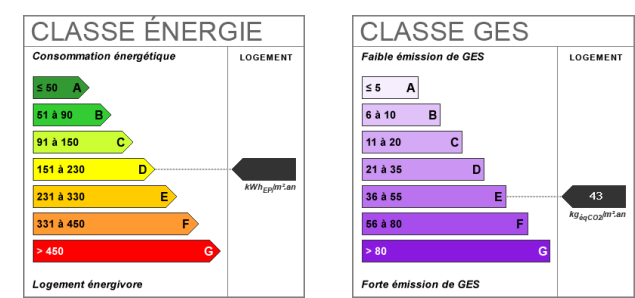 CLASSE ÉNERGIE
Consommation énergétique
LOGEMENT
≤ 50 A
51 à 90 B
91 à 150 C
151 à 230 D
kWhEP/m².an
231 à 330 E
331 à 450 F
> 450 G
Logement énergivore
CLASSE GES
Faible émission de GES
LOGEMENT
≤ 5 A
6 à 10 B
11 à 20 C
21 à 35 D
36 à 55 E
43
kgéqCO2/m².an
56 à 80 F
> 80 G
Forte émission de GES